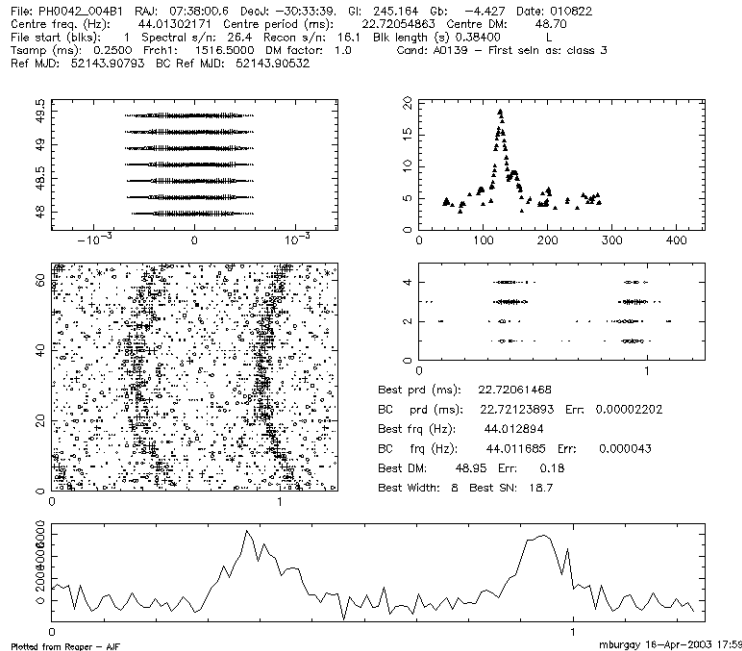 File: PH0042_004B1 RAJ: 07:38:00.6 DecJ: -30:33:39. Gl: 245.164 Gb: -4.427 Date: 010822
Centre freq. (Hz): 44.01302171 Centre period (ms): 22.72054863 Centre DM: 48.70
File start (blks): 1 Spectral s/n: 26.4 Recon s/n: 16.1 Blk length (s) 0.38400 L
Tsamp (ms): 0.2500 Frch1: 1516.5000 DM factor: 1.0 Cand: A0139 - First seln as: class 3
Ref MJD: 52143.90793 BC Ref MJD: 52143.90532
49.5
49
48.5
48
-10⁻³ 0 10⁻³
20
15
10
5
0
0 100 200 300 400
60
40
20
0
0 1
4
2
0
0 1
Best prd (ms): 22.72061468
BC prd (ms): 22.72123893 Err: 0.00002202
Best frq (Hz): 44.012894
BC frq (Hz): 44.011685 Err: 0.000043
Best DM: 48.95 Err: 0.18
Best Width: 8 Best SN: 18.7
0 2000 4000 6000
0 1
Plotted from Reaper - AJF
mburgay 16-Apr-2003 17:59